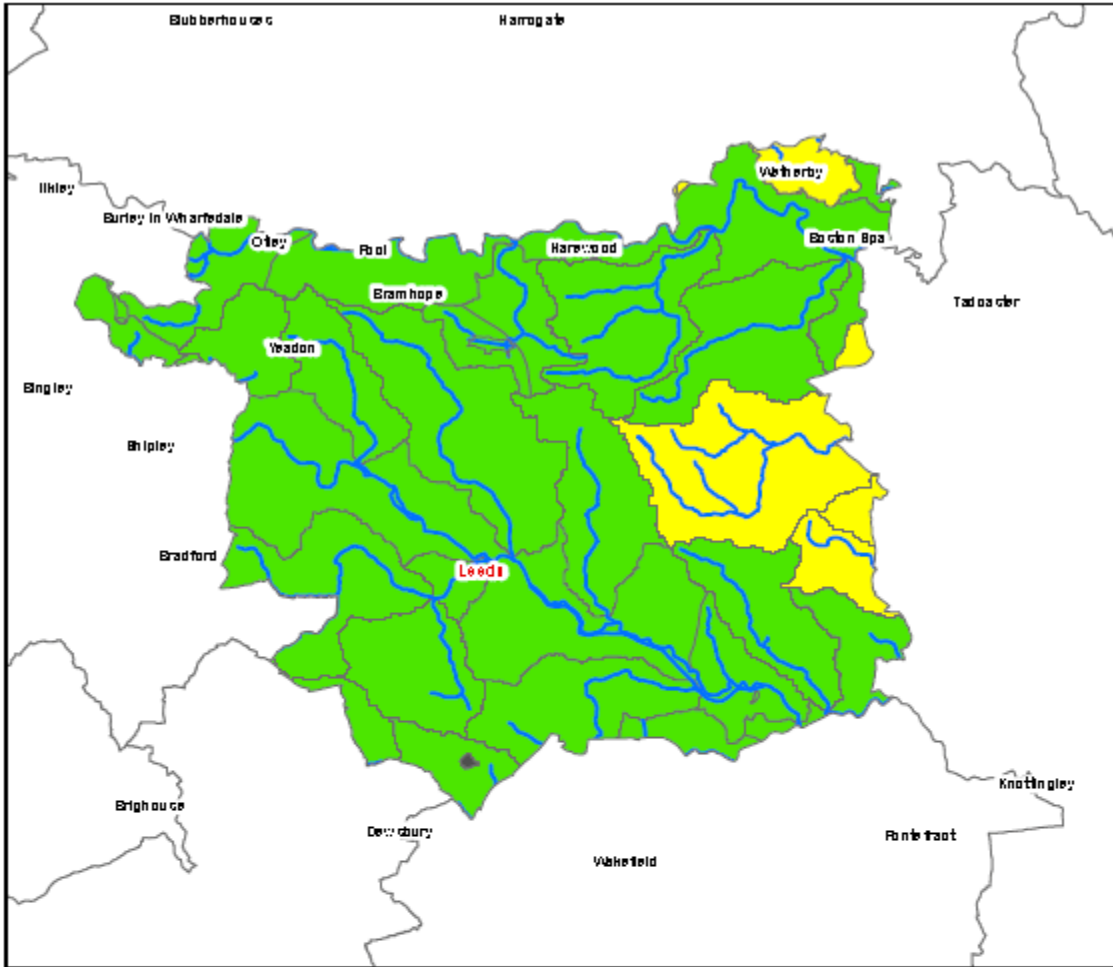 Blubberhouses
Harrogate
Wetherby
Ilkley
Burley in Wharfedale
Otley
Pool
Harewood
Boston Spa
Bramhope
Tadcaster
Yeadon
Bingley
Shipley
Bradford
Leeds
Knottingley
Brighouse
Dewsbury
Pontefract
Wakefield